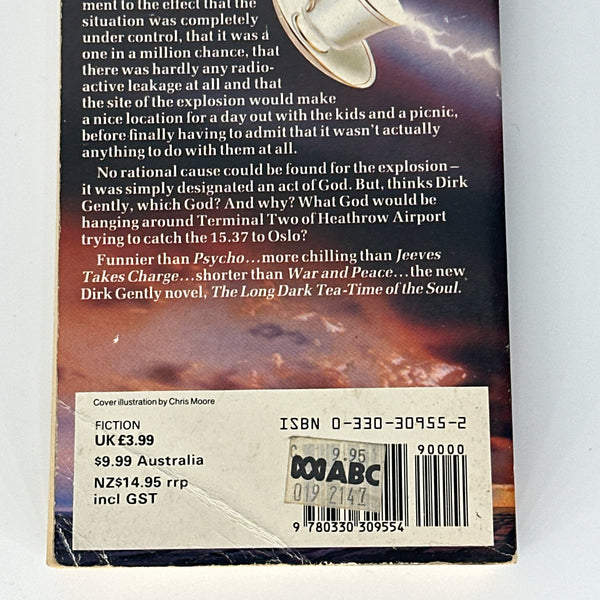 ment to the effect that the
situation was completely
under control, that it was a
one in a million chance, that
there was hardly any radio-
active leakage at all and that
the site of the explosion would make
a nice location for a day out with the kids and a picnic,
before finally having to admit that it wasn't actually
anything to do with them at all.
No rational cause could be found for the explosion –
it was simply designated an act of God. But, thinks Dirk
Gently, which God? And why? What God would be
hanging around Terminal Two of Heathrow Airport
trying to catch the 15.37 to Oslo?
Funnier than Psycho...more chilling than Jeeves
Takes Charge...shorter than War and Peace...the new
Dirk Gently novel, The Long Dark Tea-Time of the Soul.
Cover illustration by Chris Moore
FICTION
UK £3.99
$9.99 Australia
NZ$14.95 rrp
incl GST
ISBN 0-330-30955-2
90000
9.95
ABC
019 2147
9 780330 309554